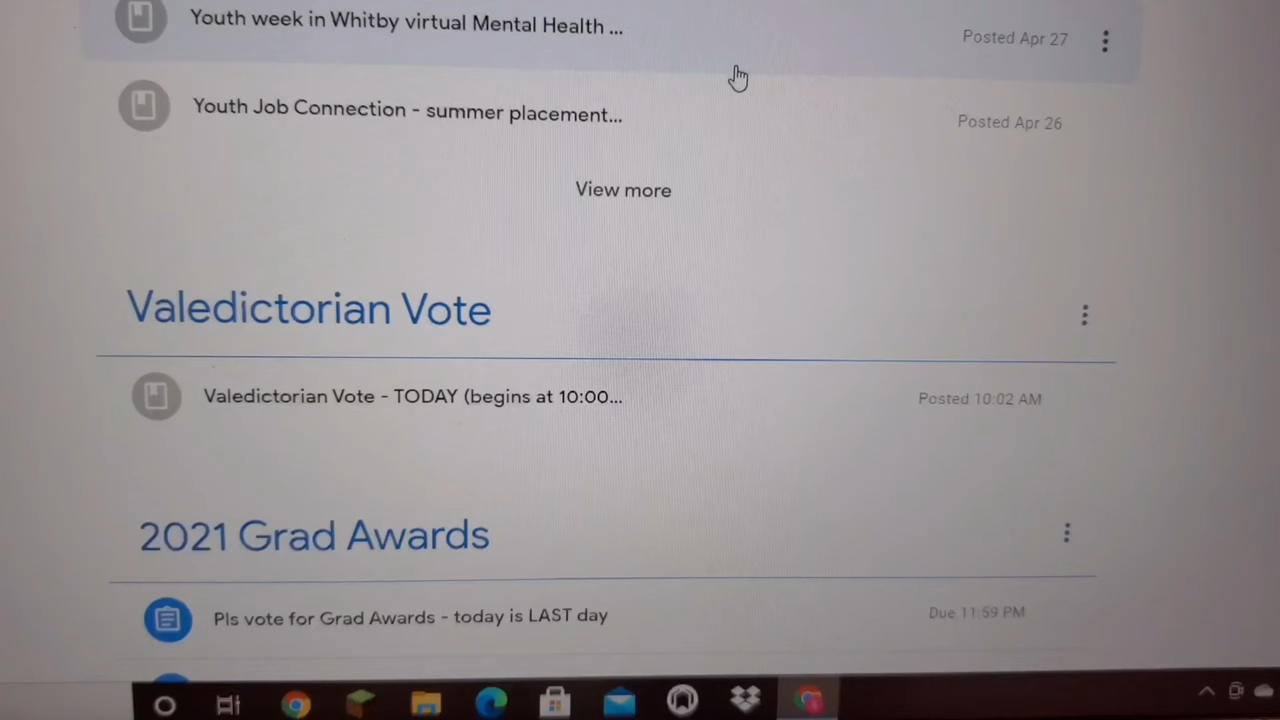 Youth week in Whitby virtual Mental Health ...
Posted Apr 27
Youth Job Connection - summer placement...
Posted Apr 26
View more
Valedictorian Vote
Valedictorian Vote - TODAY (begins at 10:00...
Posted 10:02 AM
2021 Grad Awards
Pls vote for Grad Awards - today is LAST day
Due 11:59 PM